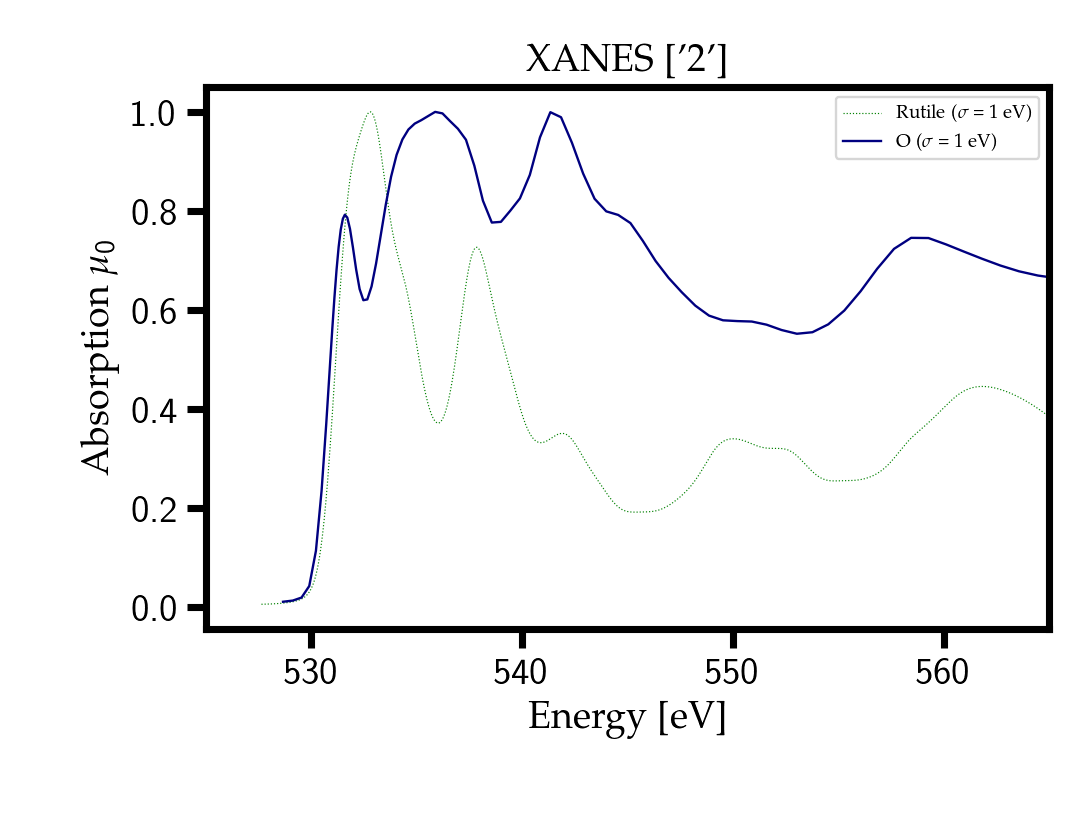 XANES ['2']
Rutile (σ = 1 eV)
O (σ = 1 eV)
Absorption μ0
1.0
0.8
0.6
0.4
0.2
0.0
530 540 550 560
Energy [eV]